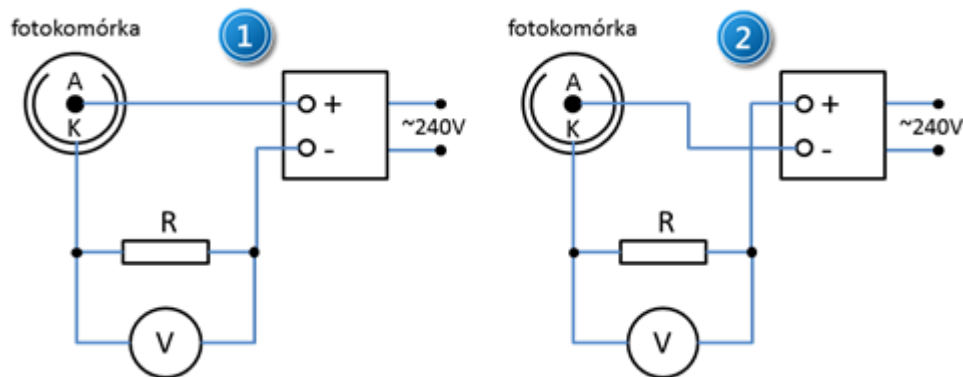 fotokomórka
1
A
K
+
-
~240V
R
V
fotokomórka
2
A
K
+
-
~240V
R
V